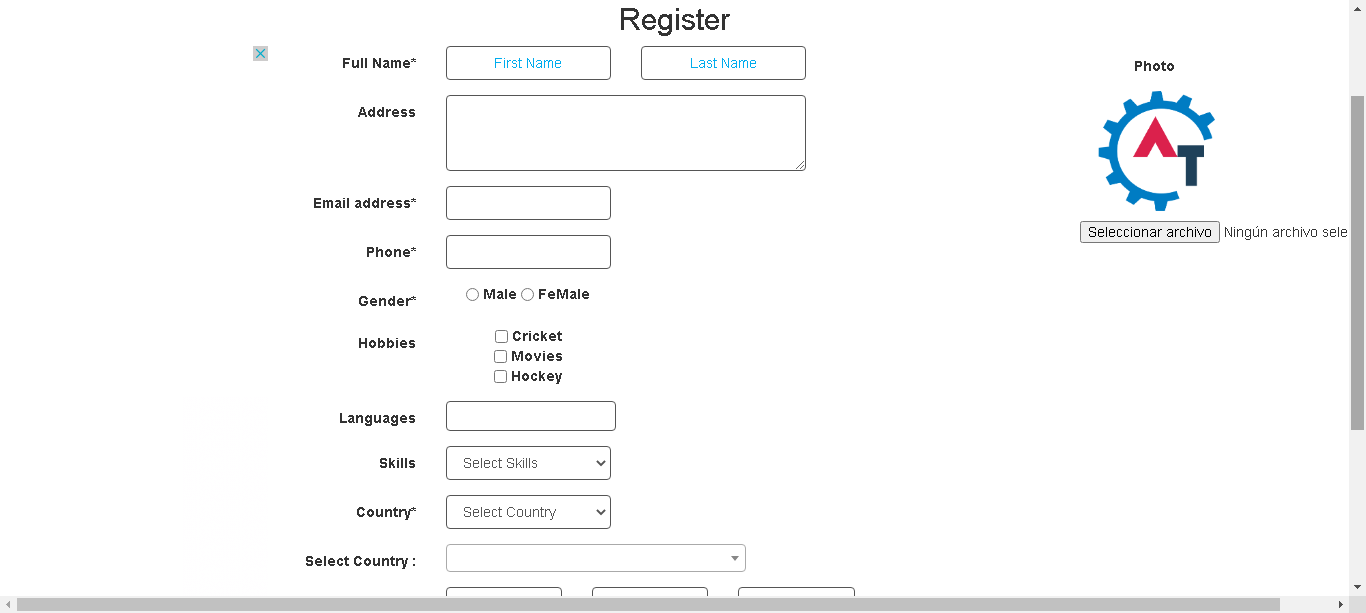 Register
Full Name*
First Name
Last Name
Photo
Address
AT
Email address*
Phone*
Seleccionar archivo Ningún archivo sele
Gender*
Male
FeMale
Hobbies
Cricket
Movies
Hockey
Languages
Skills
Select Skills
Country*
Select Country
Select Country :